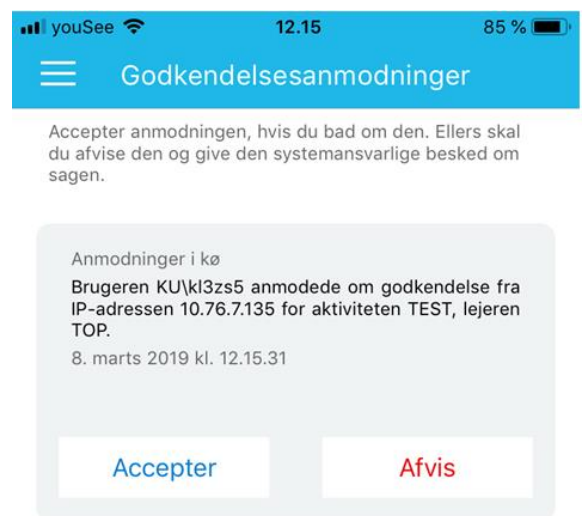 youSee 12.15 85 %
Godkendelsesanmodninger
Accepter anmodningen, hvis du bad om den. Ellers skal
du afvise den og give den systemansvarlige besked om
sagen.
Anmodninger i kø
Brugeren KU\kl3zs5 anmodede om godkendelse fra
IP-adressen 10.76.7.135 for aktiviteten TEST, lejeren
TOP.
8. marts 2019 kl. 12.15.31
Accepter Afvis